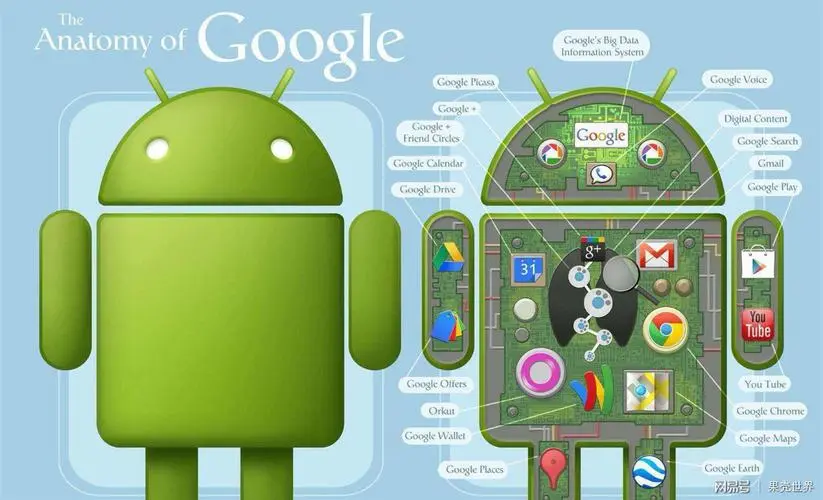 The
Anatomy of Google
Google's Big Data
Information System
Google Picasa
Google Voice
Google +
Digital Content
Google +
Friend Circles
Google Search
Google Calendar
Gmail
Google Drive
Google Play
Google
g+
31
You
Tube
Google Offers
You Tube
Orkut
Google Chrome
Google Wallet
Google Maps
Google Places
Google Earth
网易号 | 果壳世界